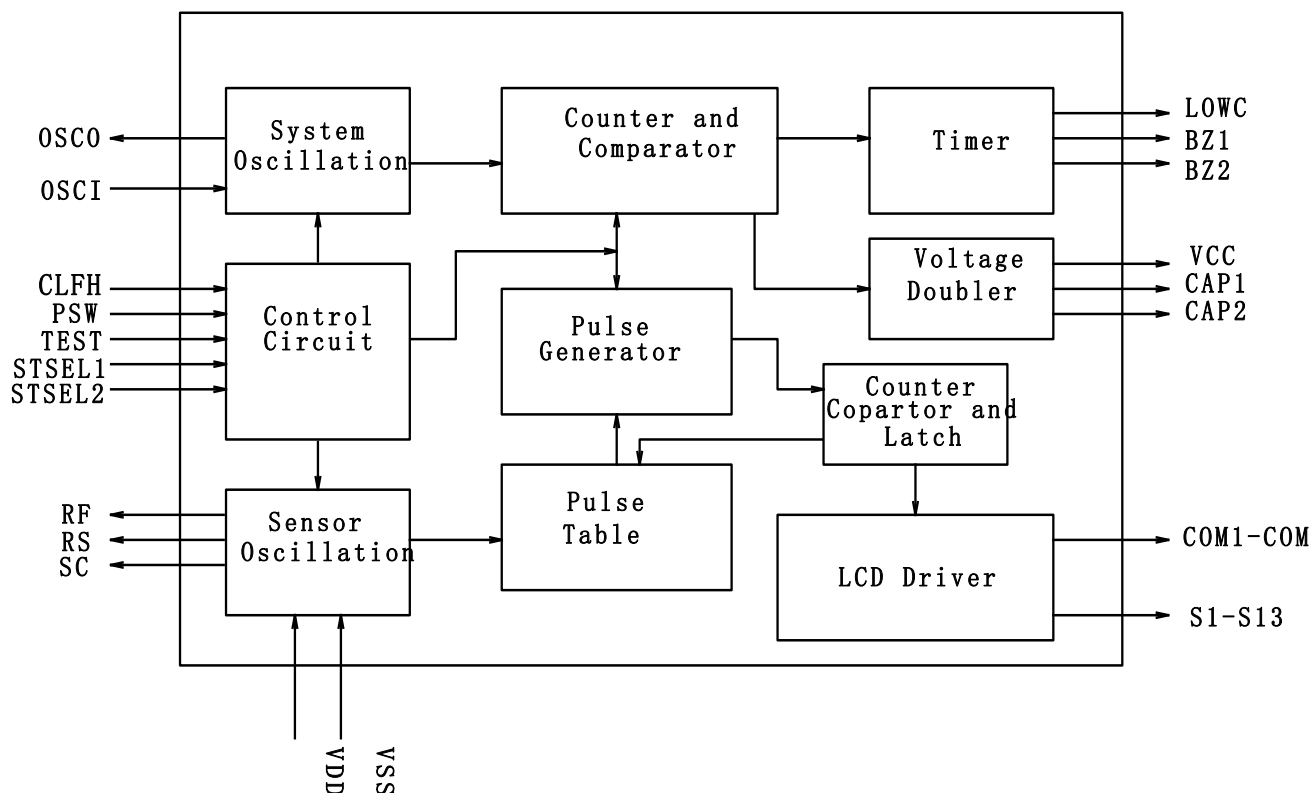 OSCO
OSCI
CLFH
PSW
TEST
STSEL1
STSEL2
RF
RS
SC
System
Oscillation
Control
Circuit
Sensor
Oscillation
Counter and
Comparator
Pulse
Generator
Pulse
Table
Timer
Voltage
Doubler
Counter
Copartor and
Latch
LCD Driver
LOWC
BZ1
BZ2
VCC
CAP1
CAP2
COM1-COM
S1-S13
VDD
VSS